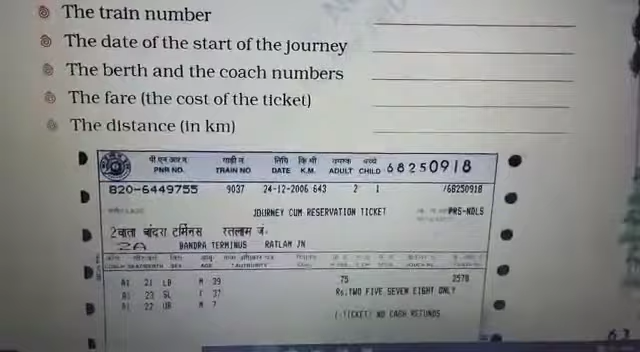 The train number
The date of the start of the journey
The berth and the coach numbers
The fare (the cost of the ticket)
The distance (in km)
पी एन आर नं. गाड़ी नं. तिथि कि मी वयस्क बच्चे 68250918
PNR NO. TRAIN NO DATE K.M. ADULT CHILD
820-6449755 9037 24-12-2006 643 2 1 /68250918
JOURNEY CUM RESERVATION TICKET PRS-NDLS
2वाता बांदरा टर्मिनस रतलाम जं.
2A BANDRA TERMINUS RATLAM JN
SEX AGE
A1 21 LB M 39 75 2578
A1 23 SL F 37 Rs.TWO FIVE SEVEN EIGHT ONLY
A1 22 UB M 7
NO CASH REFUNDS